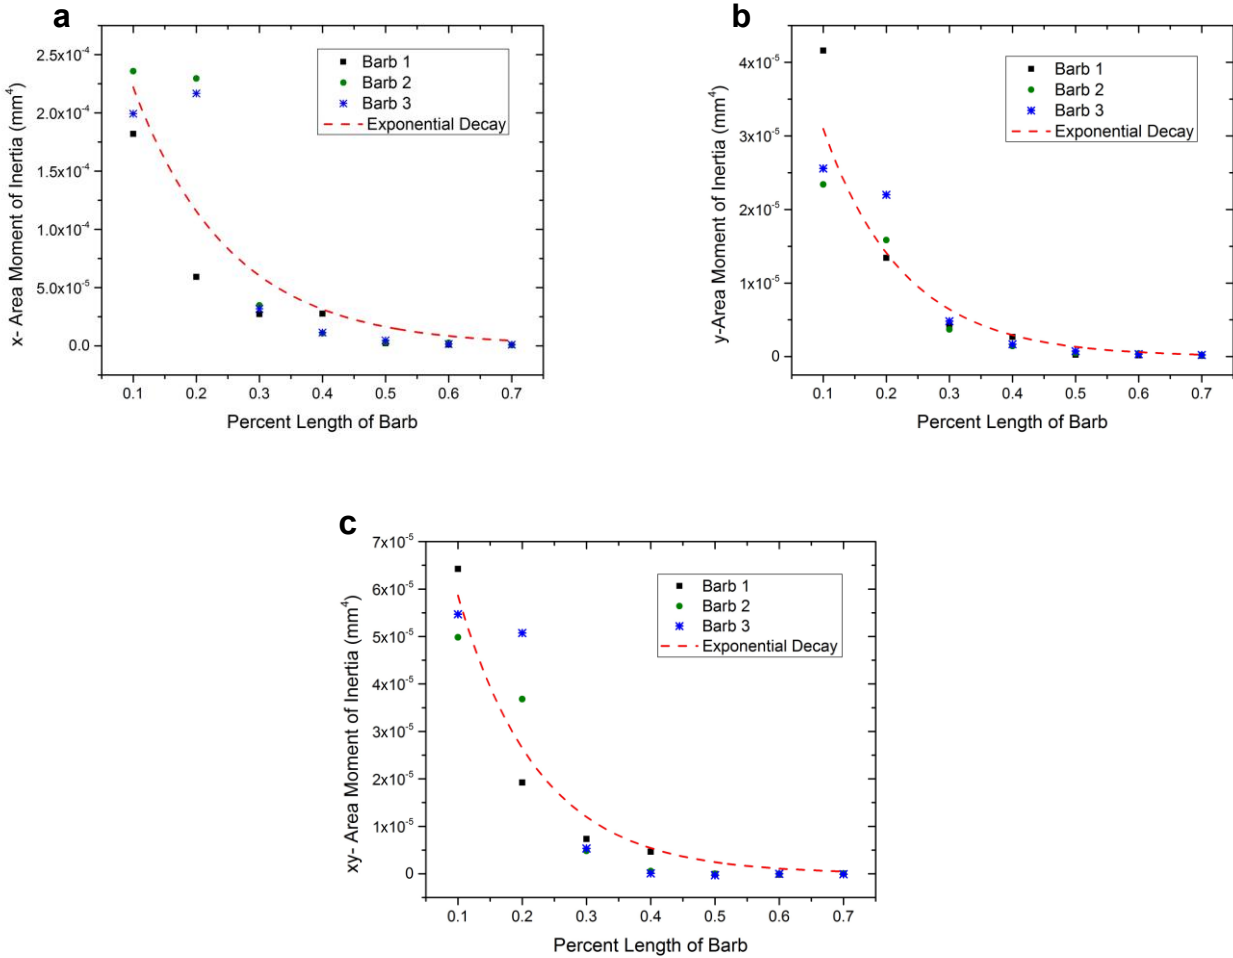 a
x- Area Moment of Inertia (mm⁴)
2.5x10⁻⁴
2.0x10⁻⁴
1.5x10⁻⁴
1.0x10⁻⁴
5.0x10⁻⁵
0.0
Barb 1
Barb 2
Barb 3
Exponential Decay
0.1 0.2 0.3 0.4 0.5 0.6 0.7
Percent Length of Barb
b
y-Area Moment of Inertia (mm⁴)
4x10⁻⁵
3x10⁻⁵
2x10⁻⁵
1x10⁻⁵
0
Barb 1
Barb 2
Barb 3
Exponential Decay
0.1 0.2 0.3 0.4 0.5 0.6 0.7
Percent Length of Barb
c
xy- Area Moment of Inertia (mm⁴)
7x10⁻⁵
6x10⁻⁵
5x10⁻⁵
4x10⁻⁵
3x10⁻⁵
2x10⁻⁵
1x10⁻⁵
0
Barb 1
Barb 2
Barb 3
Exponential Decay
0.1 0.2 0.3 0.4 0.5 0.6 0.7
Percent Length of Barb